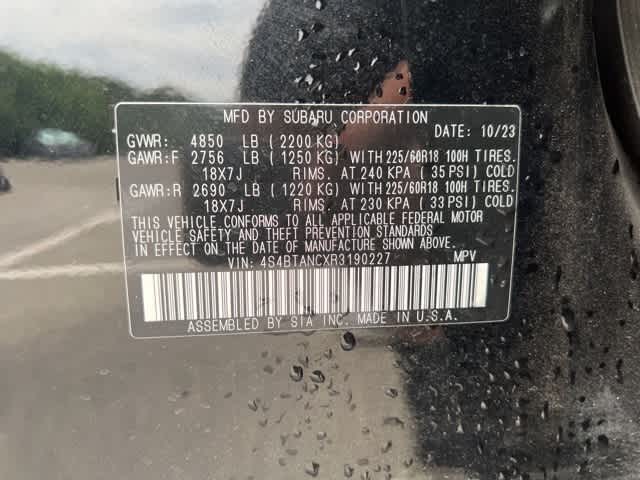 MFD BY SUBARU CORPORATION
DATE: 10/23
GVWR: 4850 LB (2200 KG)
GAWR:F 2756 LB (1250 KG) WITH 225/60R18 100H TIRES.
18X7J RIMS. AT 240 KPA (35 PSI) COLD
GAWR:R 2690 LB (1220 KG) WITH 225/60R18 100H TIRES.
18X7J RIMS. AT 230 KPA (33 PSI) COLD
THIS VEHICLE CONFORMS TO ALL APPLICABLE FEDERAL MOTOR
VEHICLE SAFETY AND THEFT PREVENTION STANDARDS
IN EFFECT ON THE DATE OF MANUFACTURE SHOWN ABOVE.
VIN: 4S4BTANCXR3190227 MPV
ASSEMBLED BY SIA INC. MADE IN U.S.A.